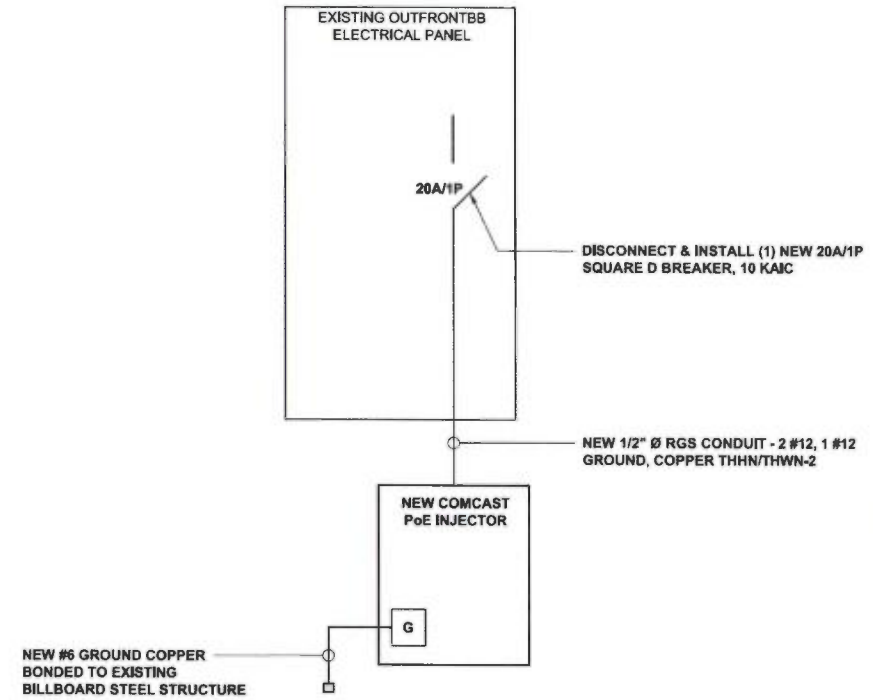 EXISTING OUTFRONTBB
ELECTRICAL PANEL
20A/1P
DISCONNECT & INSTALL (1) NEW 20A/1P
SQUARE D BREAKER, 10 KAIC
NEW 1/2" Ø RGS CONDUIT - 2 #12, 1 #12
GROUND, COPPER THHN/THWN-2
NEW COMCAST
PoE INJECTOR
G
NEW #6 GROUND COPPER
BONDED TO EXISTING
BILLBOARD STEEL STRUCTURE